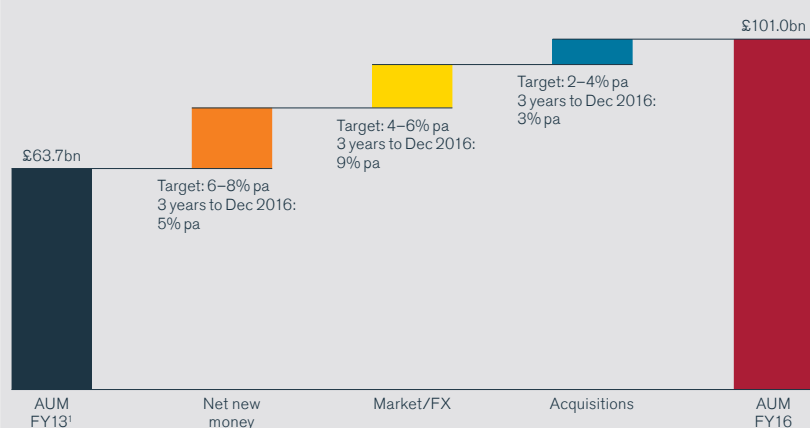 £101.0bn
Target: 2–4% pa
3 years to Dec 2016:
3% pa
Target: 4–6% pa
3 years to Dec 2016:
9% pa
£63.7bn
Target: 6–8% pa
3 years to Dec 2016:
5% pa
AUM
FY13¹
Net new
money
Market/FX
Acquisitions
AUM
FY16